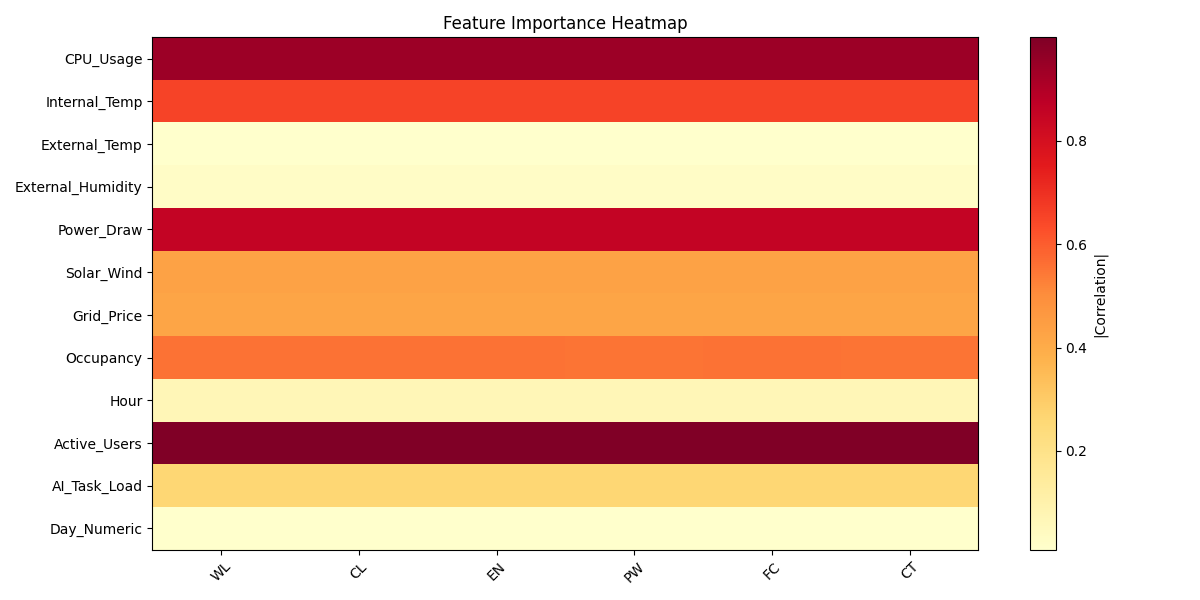 Feature Importance Heatmap
CPU_Usage
Internal_Temp
External_Temp
External_Humidity
Power_Draw
Solar_Wind
Grid_Price
Occupancy
Hour
Active_Users
AI_Task_Load
Day_Numeric
WL CL EN PW FC CT
0.8
0.6
0.4
0.2
|Correlation|